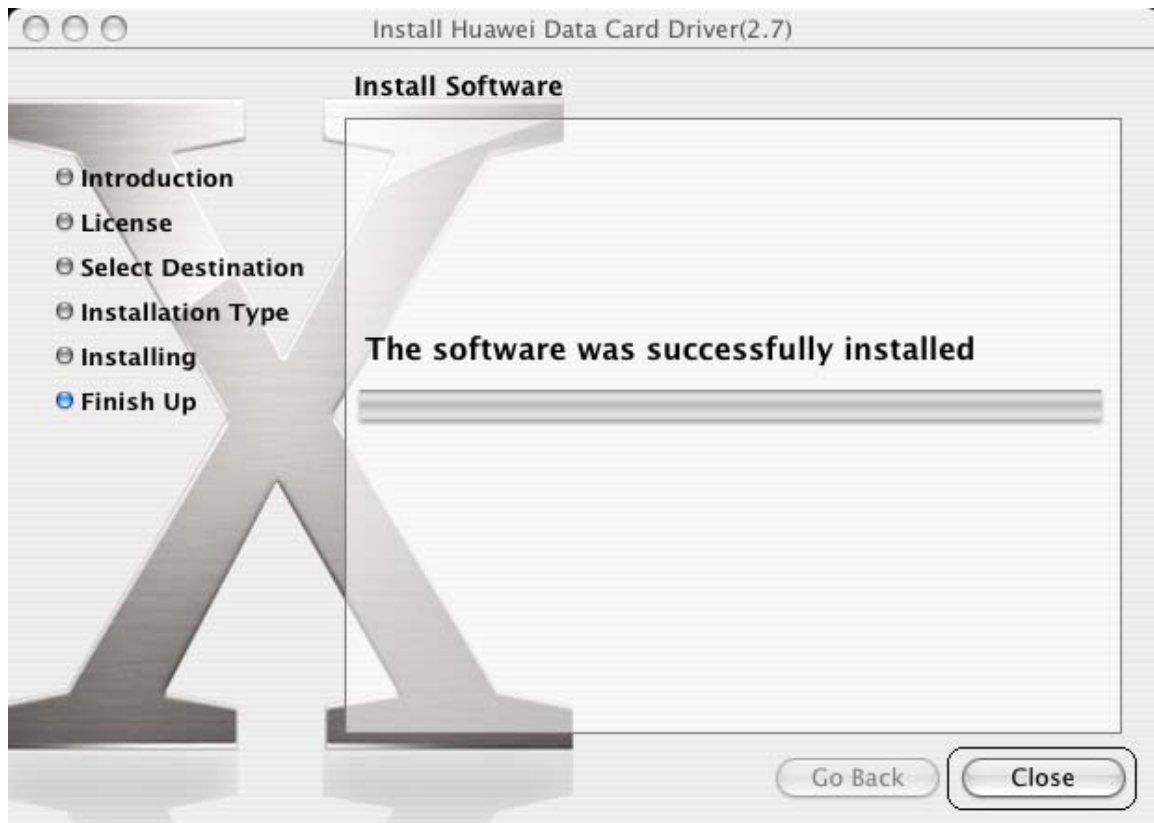 Install Huawei Data Card Driver(2.7)
Install Software
Introduction
License
Select Destination
Installation Type
Installing
Finish Up
The software was successfully installed
Go Back
Close